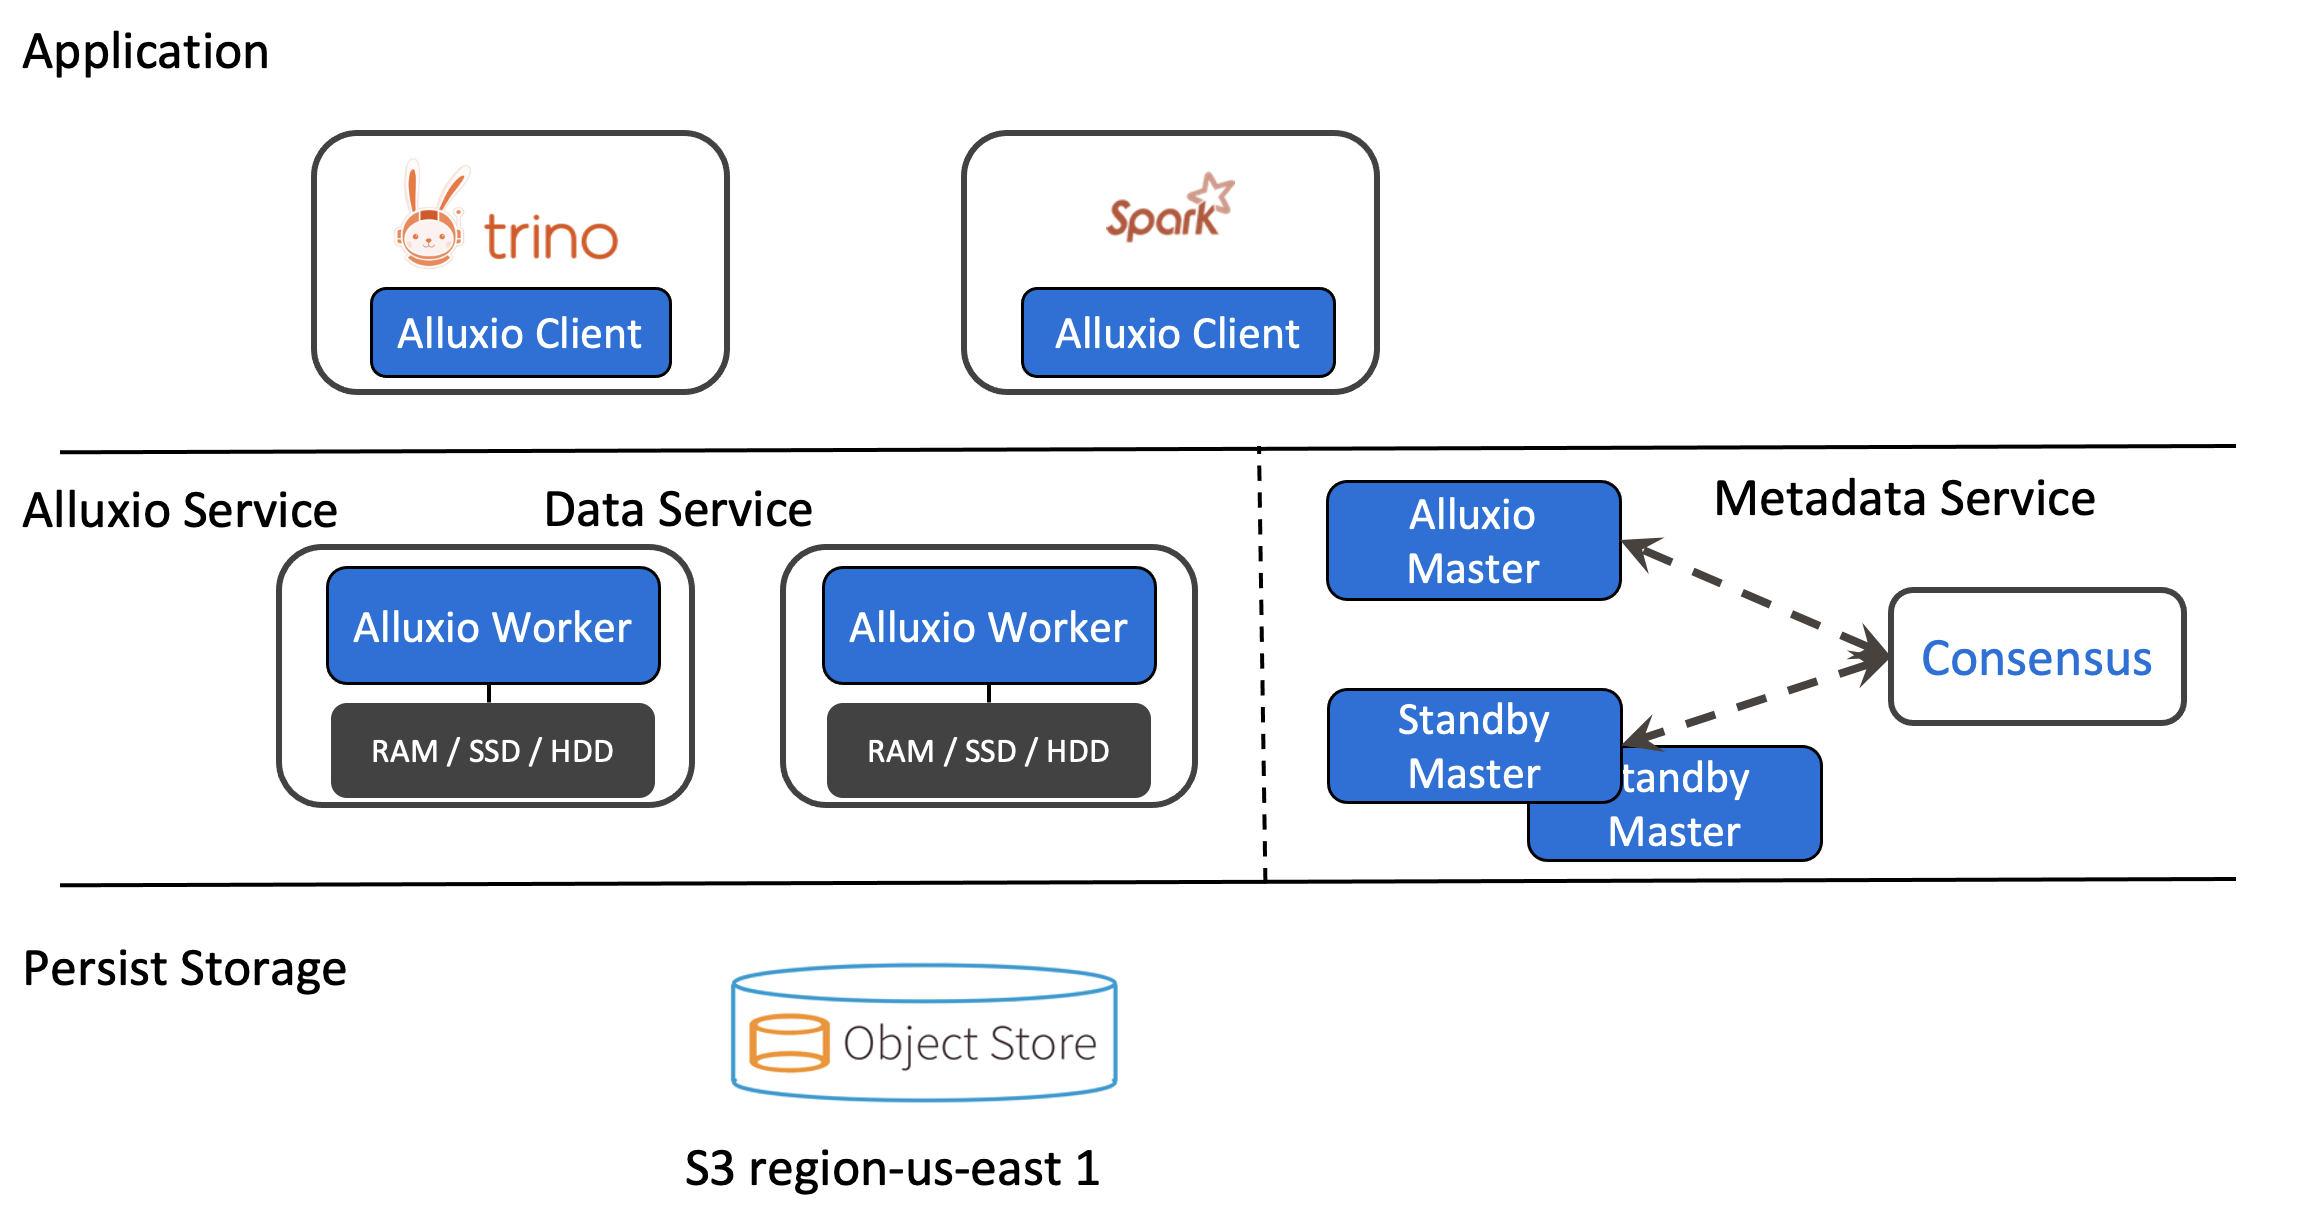 Application
trino
Spark
Alluxio Client
Alluxio Client
Alluxio Service
Data Service
Metadata Service
Alluxio Worker
RAM / SSD / HDD
Alluxio Worker
RAM / SSD / HDD
Alluxio
Master
Consensus
Standby
Master
tandby
Master
Persist Storage
Object Store
S3 region-us-east 1